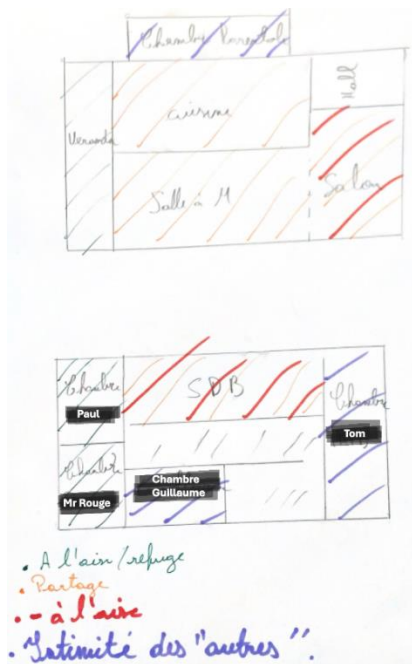 Chambre Parentale
Hall
cuisine
Veranda
Salle à M
Salon
Chambre
SDB
Chambre
Paul
Tom
Chambre
Chambre
Guillaume
Mr Rouge
. A l'aise/refuge
. Partage
. - à l'aise
. Intimité des "autres".